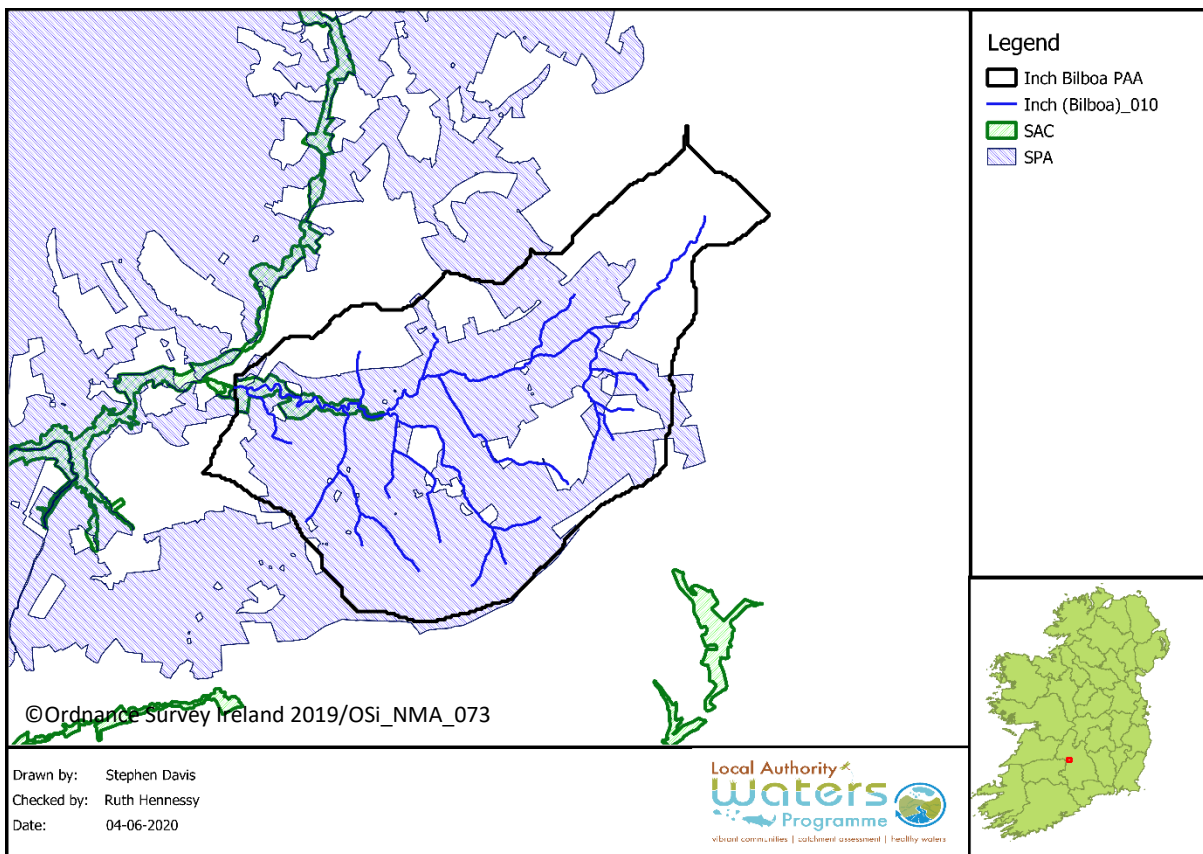 Legend
Inch Bilboa PAA
Inch (Bilboa)_010
SAC
SPA
©Ordnance Survey Ireland 2019/OSi_NMA_073
Drawn by: Stephen Davis
Checked by: Ruth Hennessy
Date: 04-06-2020
Local Authority
Waters
Programme
vibrant communities | catchment assessment | healthy waters